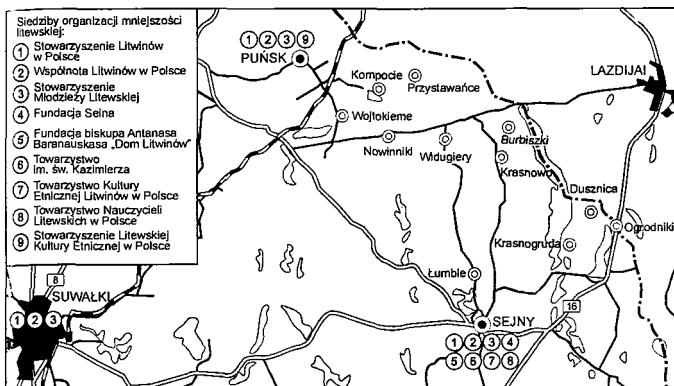 Siedziby organizacji mniejszości
litewskiej:
1 Stowarzyszenie Litwinów
w Polsce
2 Wspólnota Litwinów w Polsce
3 Stowarzyszenie
Młodzieży Litewskiej
4 Fundacja Seina
5 Fundacja biskupa Antanasa
Baranauskasa „Dom Litwinów"
6 Towarzystwo
im. św. Kazimierza
7 Towarzystwo Kultury
Etnicznej Litwinów w Polsce
8 Towarzystwo Nauczycieli
Litewskich w Polsce
9 Stowarzyszenie Litewskiej
Kultury Etnicznej w Polsce
1 2 3 9
PUŃSK
LAZDIJAI
Kompocie
Przystawańce
Wojtokiemie
Nowinniki
Widugiery
Burbiszki
Krasnowo
Dusznica
Ogrodniki
Krasnogruda
Łumbie
8
SUWAŁKI
1 2 3
16
SEJNY
1 2 3 4
5 6 7 8